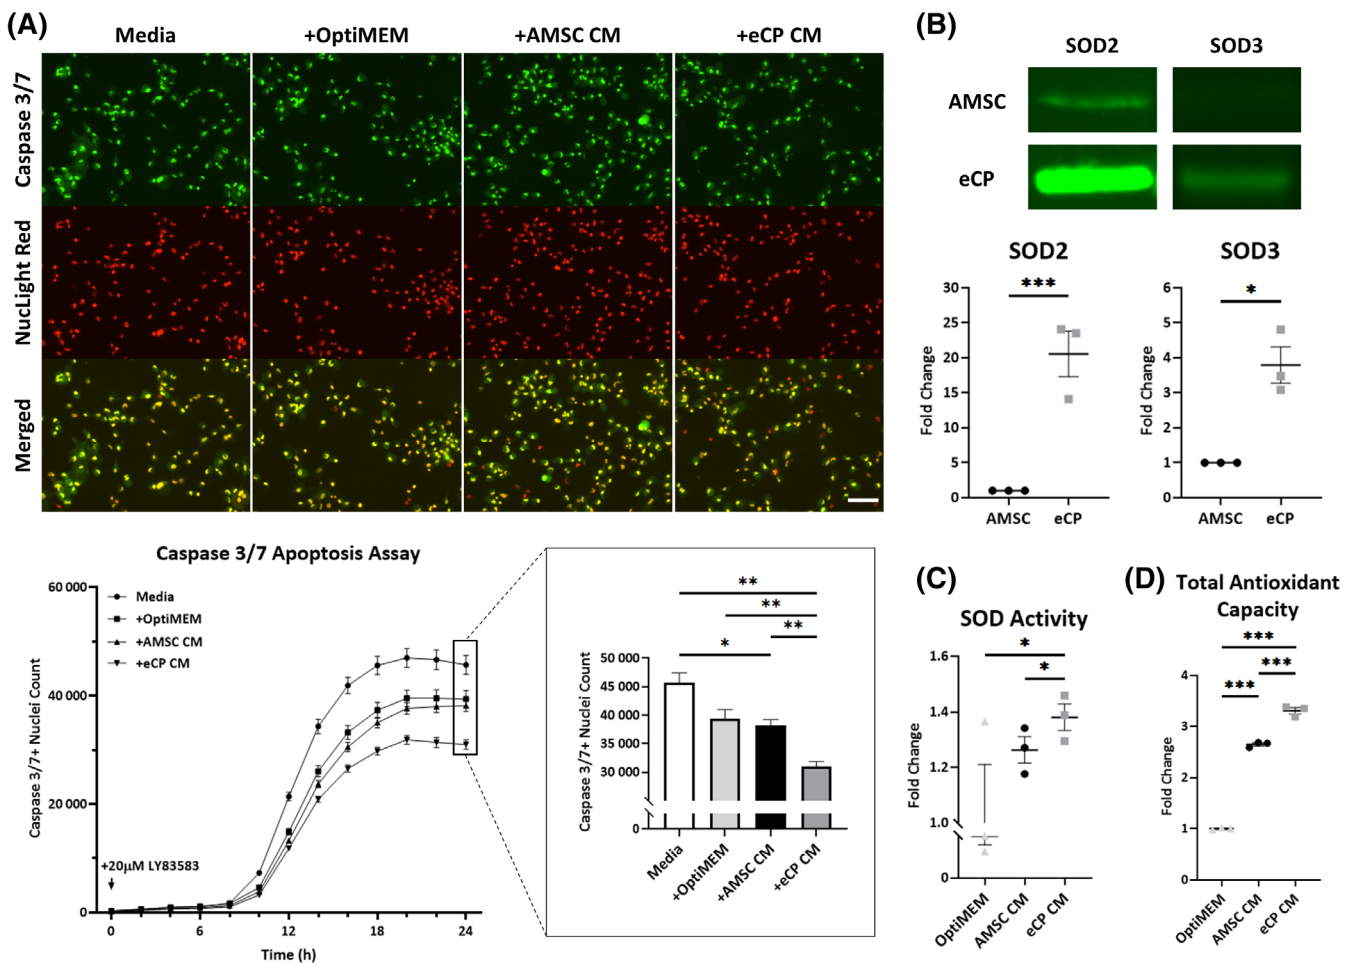 (A)
Media
+OptiMEM
+AMSC CM
+eCP CM
Caspase 3/7
NucLight Red
Merged
Caspase 3/7 Apoptosis Assay
Caspase 3/7+ Nuclei Count
60 000
40 000
20 000
0
Media
+OptiMEM
+AMSC CM
+eCP CM
+20μM LY83583
0
6
12
18
24
Time (h)
Caspase 3/7+ Nuclei Count
50 000
45 000
40 000
35 000
30 000
0
**
**
**
*
Media
+OptiMEM
+AMSC CM
+eCP CM
(B)
SOD2
SOD3
AMSC
eCP
SOD2
Fold Change
30
25
20
15
10
5
0
***
AMSC
eCP
SOD3
Fold Change
6
5
4
3
2
1
0
*
AMSC
eCP
(C)
SOD Activity
Fold Change
1.6
1.4
1.2
1.0
0
*
*
OptiMEM
AMSC CM
eCP CM
(D)
Total Antioxidant
Capacity
Fold Change
4
3
2
1
0
***
***
***
OptiMEM
AMSC CM
eCP CM